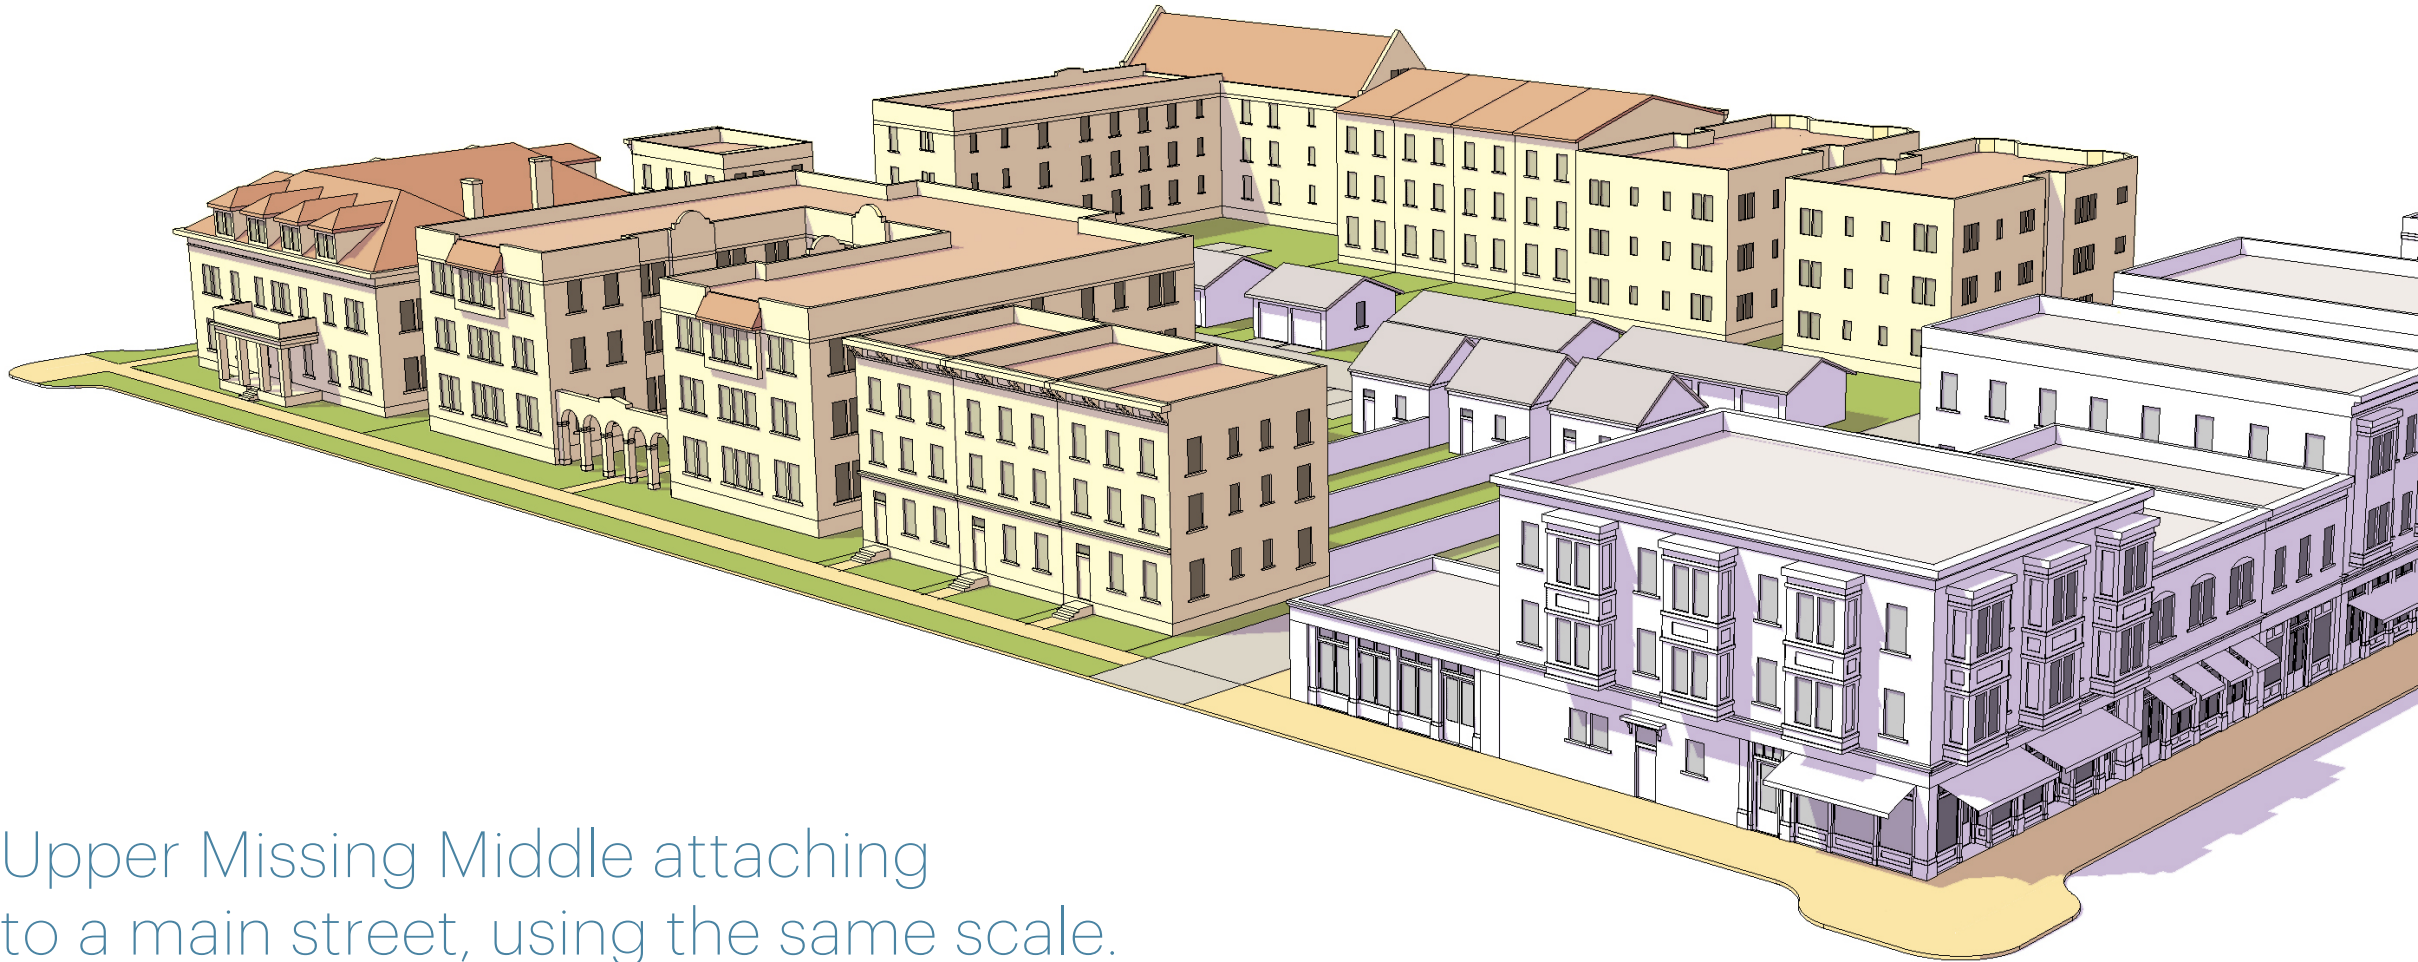 Upper Missing Middle attaching
to a main street, using the same scale.